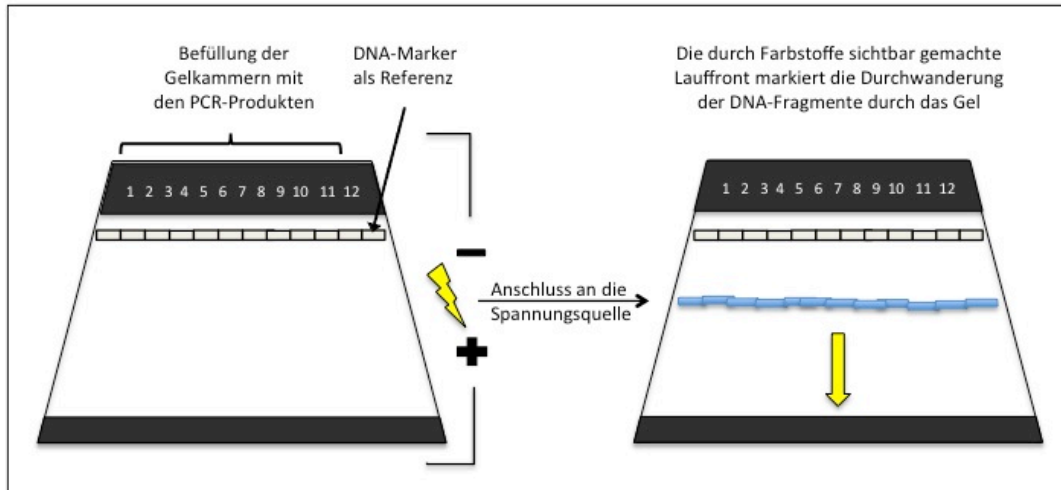 Befüllung der
Gelkammern mit
den PCR-Produkten
DNA-Marker
als Referenz
Die durch Farbstoffe sichtbar gemachte
Lauffront markiert die Durchwanderung
der DNA-Fragmente durch das Gel
1 2 3 4 5 6 7 8 9 10 11 12
1 2 3 4 5 6 7 8 9 10 11 12
−
+
Anschluss an die
Spannungsquelle